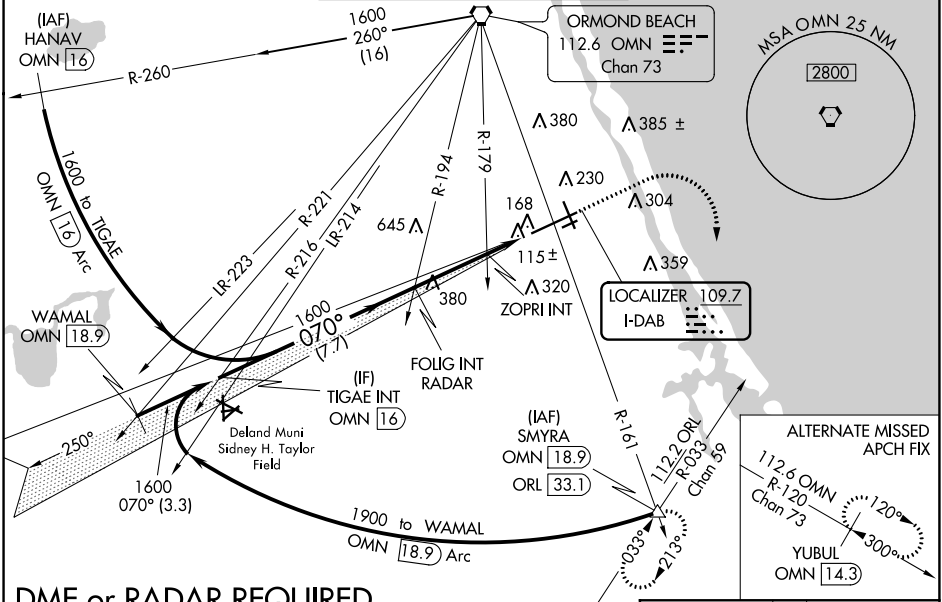 (IAF)
HANAV
OMN 16
1600
260°
(16)
R-260
ORMOND BEACH
112.6 OMN
Chan 73
MSA OMN 25 NM
2800
380
385 ±
R-194
R-179
230
304
168
645
115 ±
359
320
380
ZOPRI INT
LOCALIZER 109.7
I-DAB
1600 to TIGAE
OMN 16 Arc
R-221
LR-223
R-216
LR-214
WAMAL
OMN 18.9
1600
070°
(7.7)
FOLIG INT
RADAR
(IF)
TIGAE INT
OMN 16
Deland Muni
Sidney H. Taylor
Field
250°
1600
070° (3.3)
1900 to WAMAL
OMN 18.9 Arc
(IAF)
SMYRA
OMN 18.9
ORL 33.1
R-161
112.2 ORL
R-033
Chan 59
033°
213°
ALTERNATE MISSED
APCH FIX
112.6 OMN
R-120
Chan 73
120°
300°
YUBUL
OMN 14.3
DME or RADAR REQUIRED